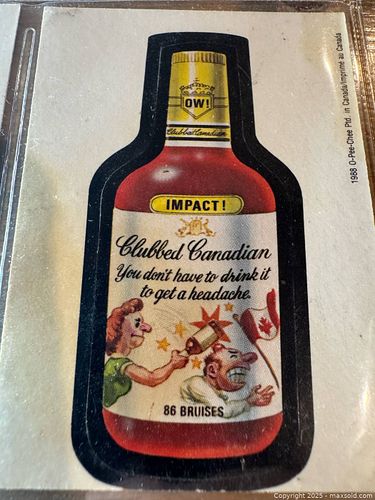 OW!
Clubbed Canadian
IMPACT!
Clubbed Canadian
You don't have to drink it
to get a headache.
86 BRUISES
1988 O-Pee-Chee Ptd. in Canada/Imprimé au Canada
Copyright 2025 - maxsold.com